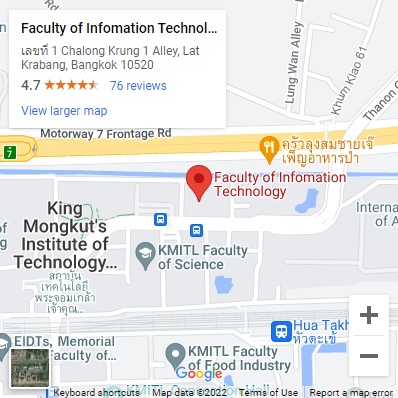 Faculty of Infomation Technol...
เลขที่ 1 Chalong Krung 1 Alley, Lat
Krabang, Bangkok 10520
4.7
76 reviews
View larger map
Lung Wan Alley
Khum Klao 61
Thanon
Motorway 7 Frontage Rd
7
ครัวลุงสมชายเจ๊
เพ็ญอาหารป่า
Faculty of Infomation
Technology
King
Mongkut's
Institute of
Technology...
สถาบัน
เทคโนโลยี
พระจอมเกล้า
เจ้าคุณ...
KMITL Faculty
of Science
Internat
of A
EIDTs, Memorial
Faculty of...
KMITL Faculty
of Food Industry
Hua Takh
หัวตะเข้
Google
KMITL Convention Hall
Keyboard shortcuts
Map data ©2022
Terms of Use
Report a map error